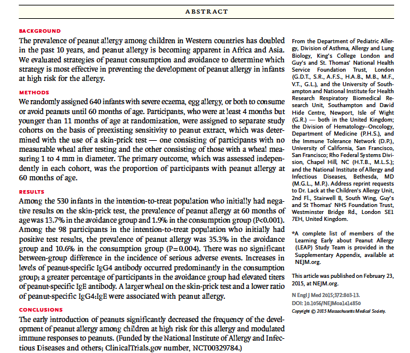 ABSTRACT
BACKGROUND
The prevalence of peanut allergy among children in Western countries has doubled
in the past 10 years, and peanut allergy is becoming apparent in Africa and Asia.
We evaluated strategies of peanut consumption and avoidance to determine which
strategy is most effective in preventing the development of peanut allergy in infants
at high risk for the allergy.
METHODS
We randomly assigned 640 infants with severe eczema, egg allergy, or both to consume
or avoid peanuts until 60 months of age. Participants, who were at least 4 months but
younger than 11 months of age at randomization, were assigned to separate study
cohorts on the basis of preexisting sensitivity to peanut extract, which was deter-
mined with the use of a skin-prick test — one consisting of participants with no
measurable wheal after testing and the other consisting of those with a wheal meas-
uring 1 to 4 mm in diameter. The primary outcome, which was assessed indepen-
dently in each cohort, was the proportion of participants with peanut allergy at
60 months of age.
RESULTS
Among the 530 infants in the intention-to-treat population who initially had nega-
tive results on the skin-prick test, the prevalence of peanut allergy at 60 months of
age was 13.7% in the avoidance group and 1.9% in the consumption group (P<0.001).
Among the 98 participants in the intention-to-treat population who initially had
positive test results, the prevalence of peanut allergy was 35.3% in the avoidance
group and 10.6% in the consumption group (P=0.004). There was no significant
between-group difference in the incidence of serious adverse events. Increases in
levels of peanut-specific IgG4 antibody occurred predominantly in the consumption
group; a greater percentage of participants in the avoidance group had elevated titers
of peanut-specific IgE antibody. A larger wheal on the skin-prick test and a lower ratio
of peanut-specific IgG4:IgE were associated with peanut allergy.
CONCLUSIONS
The early introduction of peanuts significantly decreased the frequency of the devel-
opment of peanut allergy among children at high risk for this allergy and modulated
immune responses to peanuts. (Funded by the National Institute of Allergy and Infec-
tious Diseases and others; ClinicalTrials.gov number, NCT00329784.)
From the Department of Pediatric Aller-
gy, Division of Asthma, Allergy and Lung
Biology, King's College London and
Guy's and St. Thomas' National Health
Service Foundation Trust, London
(G.D.T., S.R., A.F.S., H.A.B., M.B., M.F.,
V.T., G.L.), and the University of South-
ampton and National Institute for Health
Research Respiratory Biomedical Re-
search Unit, Southampton and David
Hide Centre, Newport, Isle of Wight
(G.R.) — both in the United Kingdom;
the Division of Hematology–Oncology,
Department of Medicine (P.H.S.), and
the Immune Tolerance Network (D.P.),
University of California, San Francisco,
San Francisco; Rho Federal Systems Divi-
sion, Chapel Hill, NC (H.T.B., M.L.S.);
and the National Institute of Allergy and
Infectious Diseases, Bethesda, MD
(M.G.L., M.P.). Address reprint requests
to Dr. Lack at the Children's Allergy Unit,
2nd Fl., Stairwell B, South Wing, Guy's
and St Thomas' NHS Foundation Trust,
Westminster Bridge Rd., London SE1
7EH, United Kingdom.
*A complete list of members of the
Learning Early about Peanut Allergy
(LEAP) Study Team is provided in the
Supplementary Appendix, available at
NEJM.org.
This article was published on February 23,
2015, at NEJM.org.
N Engl J Med 2015;372:803-13.
DOI: 10.1056/NEJMoa1414850
Copyright © 2015 Massachusetts Medical Society.